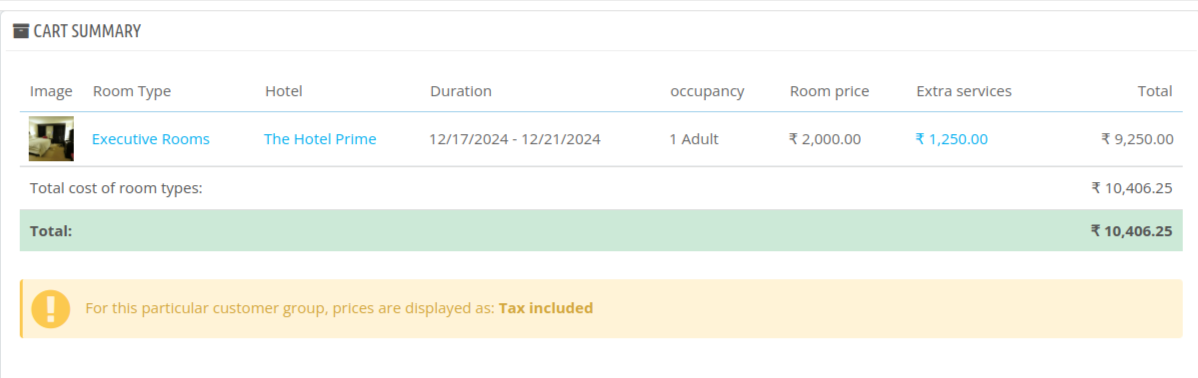 CART SUMMARY
Image Room Type Hotel Duration occupancy Room price Extra services Total
Executive Rooms The Hotel Prime 12/17/2024 - 12/21/2024 1 Adult ₹ 2,000.00 ₹ 1,250.00 ₹ 9,250.00
Total cost of room types: ₹ 10,406.25
Total: ₹ 10,406.25
For this particular customer group, prices are displayed as: Tax included